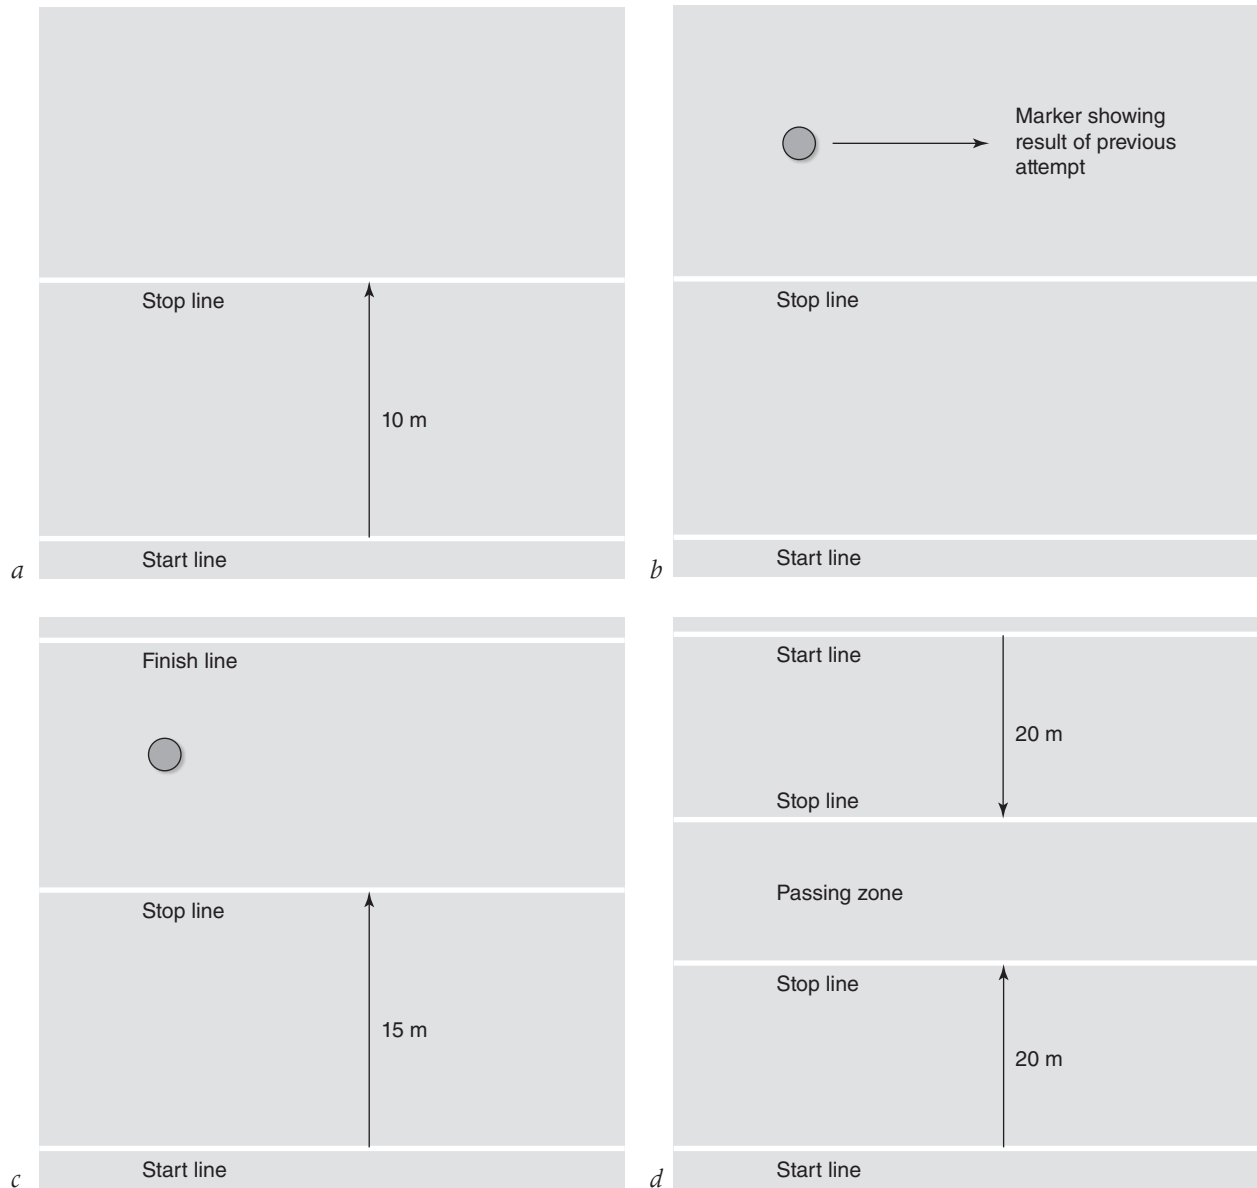 Stop line
10 m
Start line
a
Marker showing
result of previous
attempt
Stop line
Start line
b
Finish line
Stop line
15 m
Start line
c
Start line
20 m
Stop line
Passing zone
Stop line
20 m
Start line
d